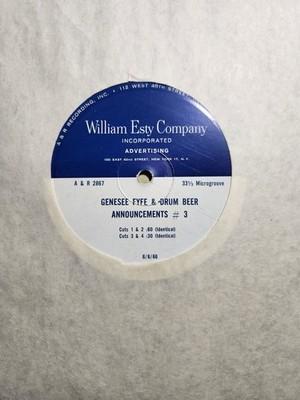 A & R RECORDING, INC. • 112 WEST 48TH STREET
William Esty Company
INCORPORATED
ADVERTISING
100 EAST 42nd STREET, NEW YORK 17, N.Y.
A & R 2867
33⅓ Microgroove
GENESEE FYFE & DRUM BEER
ANNOUNCEMENTS # 3
Cuts 1 & 2 :60 (Identical)
Cuts 3 & 4 :30 (Identical)
6/6/60